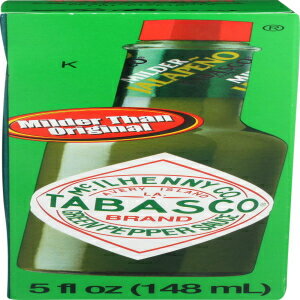 ®
K
MILDER
JALAPEÑO
Milder Than
Original
McILHENNY CO.
AVERY ISLAND
LA.
TABASCO®
BRAND
GREEN PEPPER SAUCE
5 fl oz (148 mL)